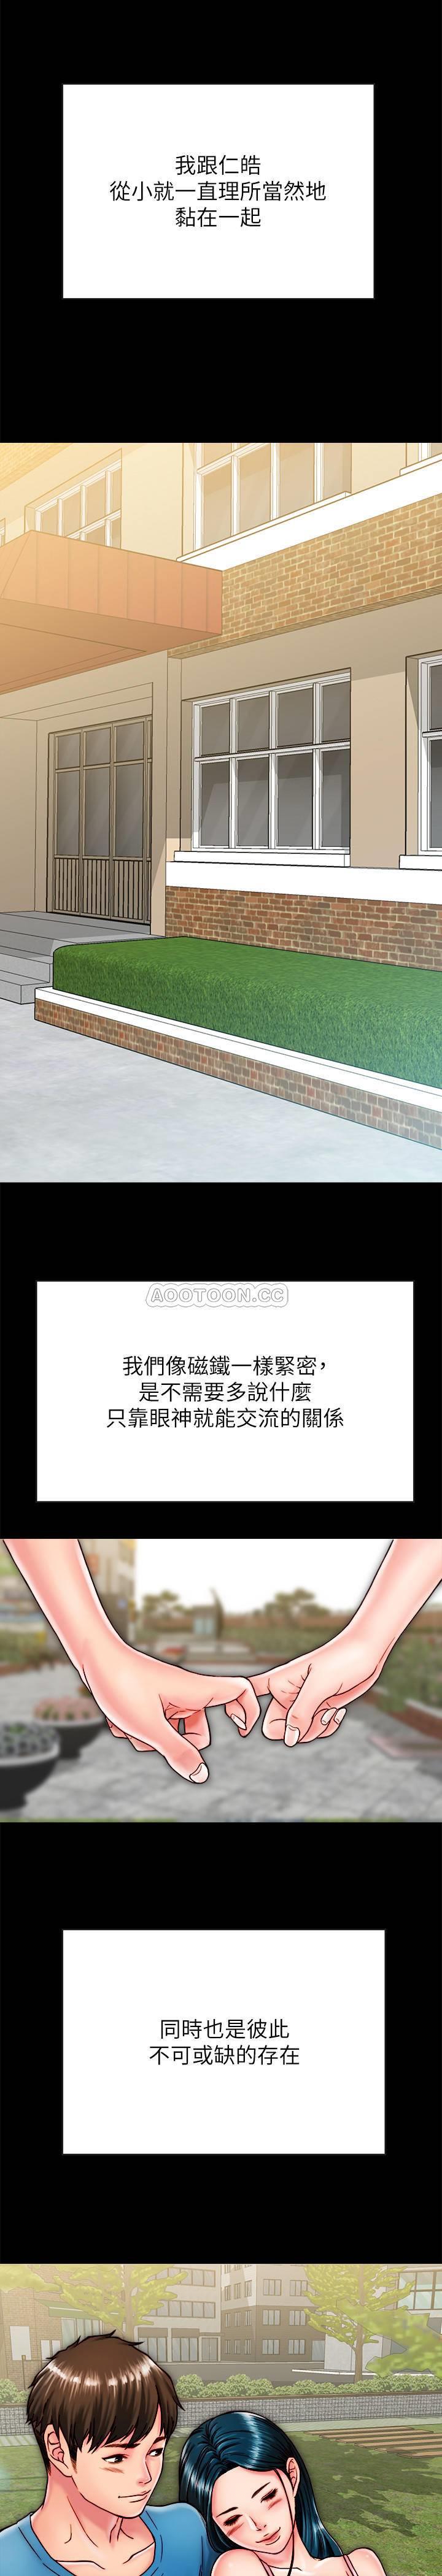 我跟仁皓
從小就一直理所當然地
黏在一起
AOOTOON.CC
我們像磁鐵一樣緊密，
是不需要多說什麼
只靠眼神就能交流的關係
同時也是彼此
不可或缺的存在